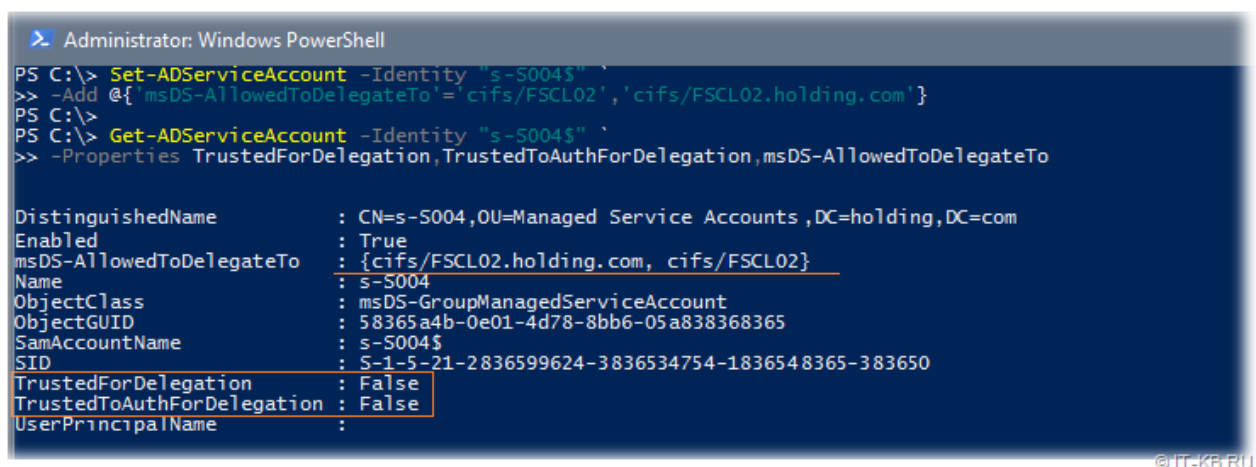 Administrator: Windows PowerShell
PS C:\> Set-ADServiceAccount -Identity "s-S004$" `
>> -Add @{'msDS-AllowedToDelegateTo'='cifs/FSCL02','cifs/FSCL02.holding.com'}
PS C:\>
PS C:\> Get-ADServiceAccount -Identity "s-S004$" `
>> -Properties TrustedForDelegation,TrustedToAuthForDelegation,msDS-AllowedToDelegateTo
DistinguishedName : CN=s-S004,OU=Managed Service Accounts,DC=holding,DC=com
Enabled : True
msDS-AllowedToDelegateTo : {cifs/FSCL02.holding.com, cifs/FSCL02}
Name : s-S004
ObjectClass : msDS-GroupManagedServiceAccount
ObjectGUID : 58365a4b-0e01-4d78-8bb6-05a838368365
SamAccountName : s-S004$
SID : S-1-5-21-2836599624-3836534754-1836548365-383650
TrustedForDelegation : False
TrustedToAuthForDelegation : False
UserPrincipalName :
@IT-KB.RU